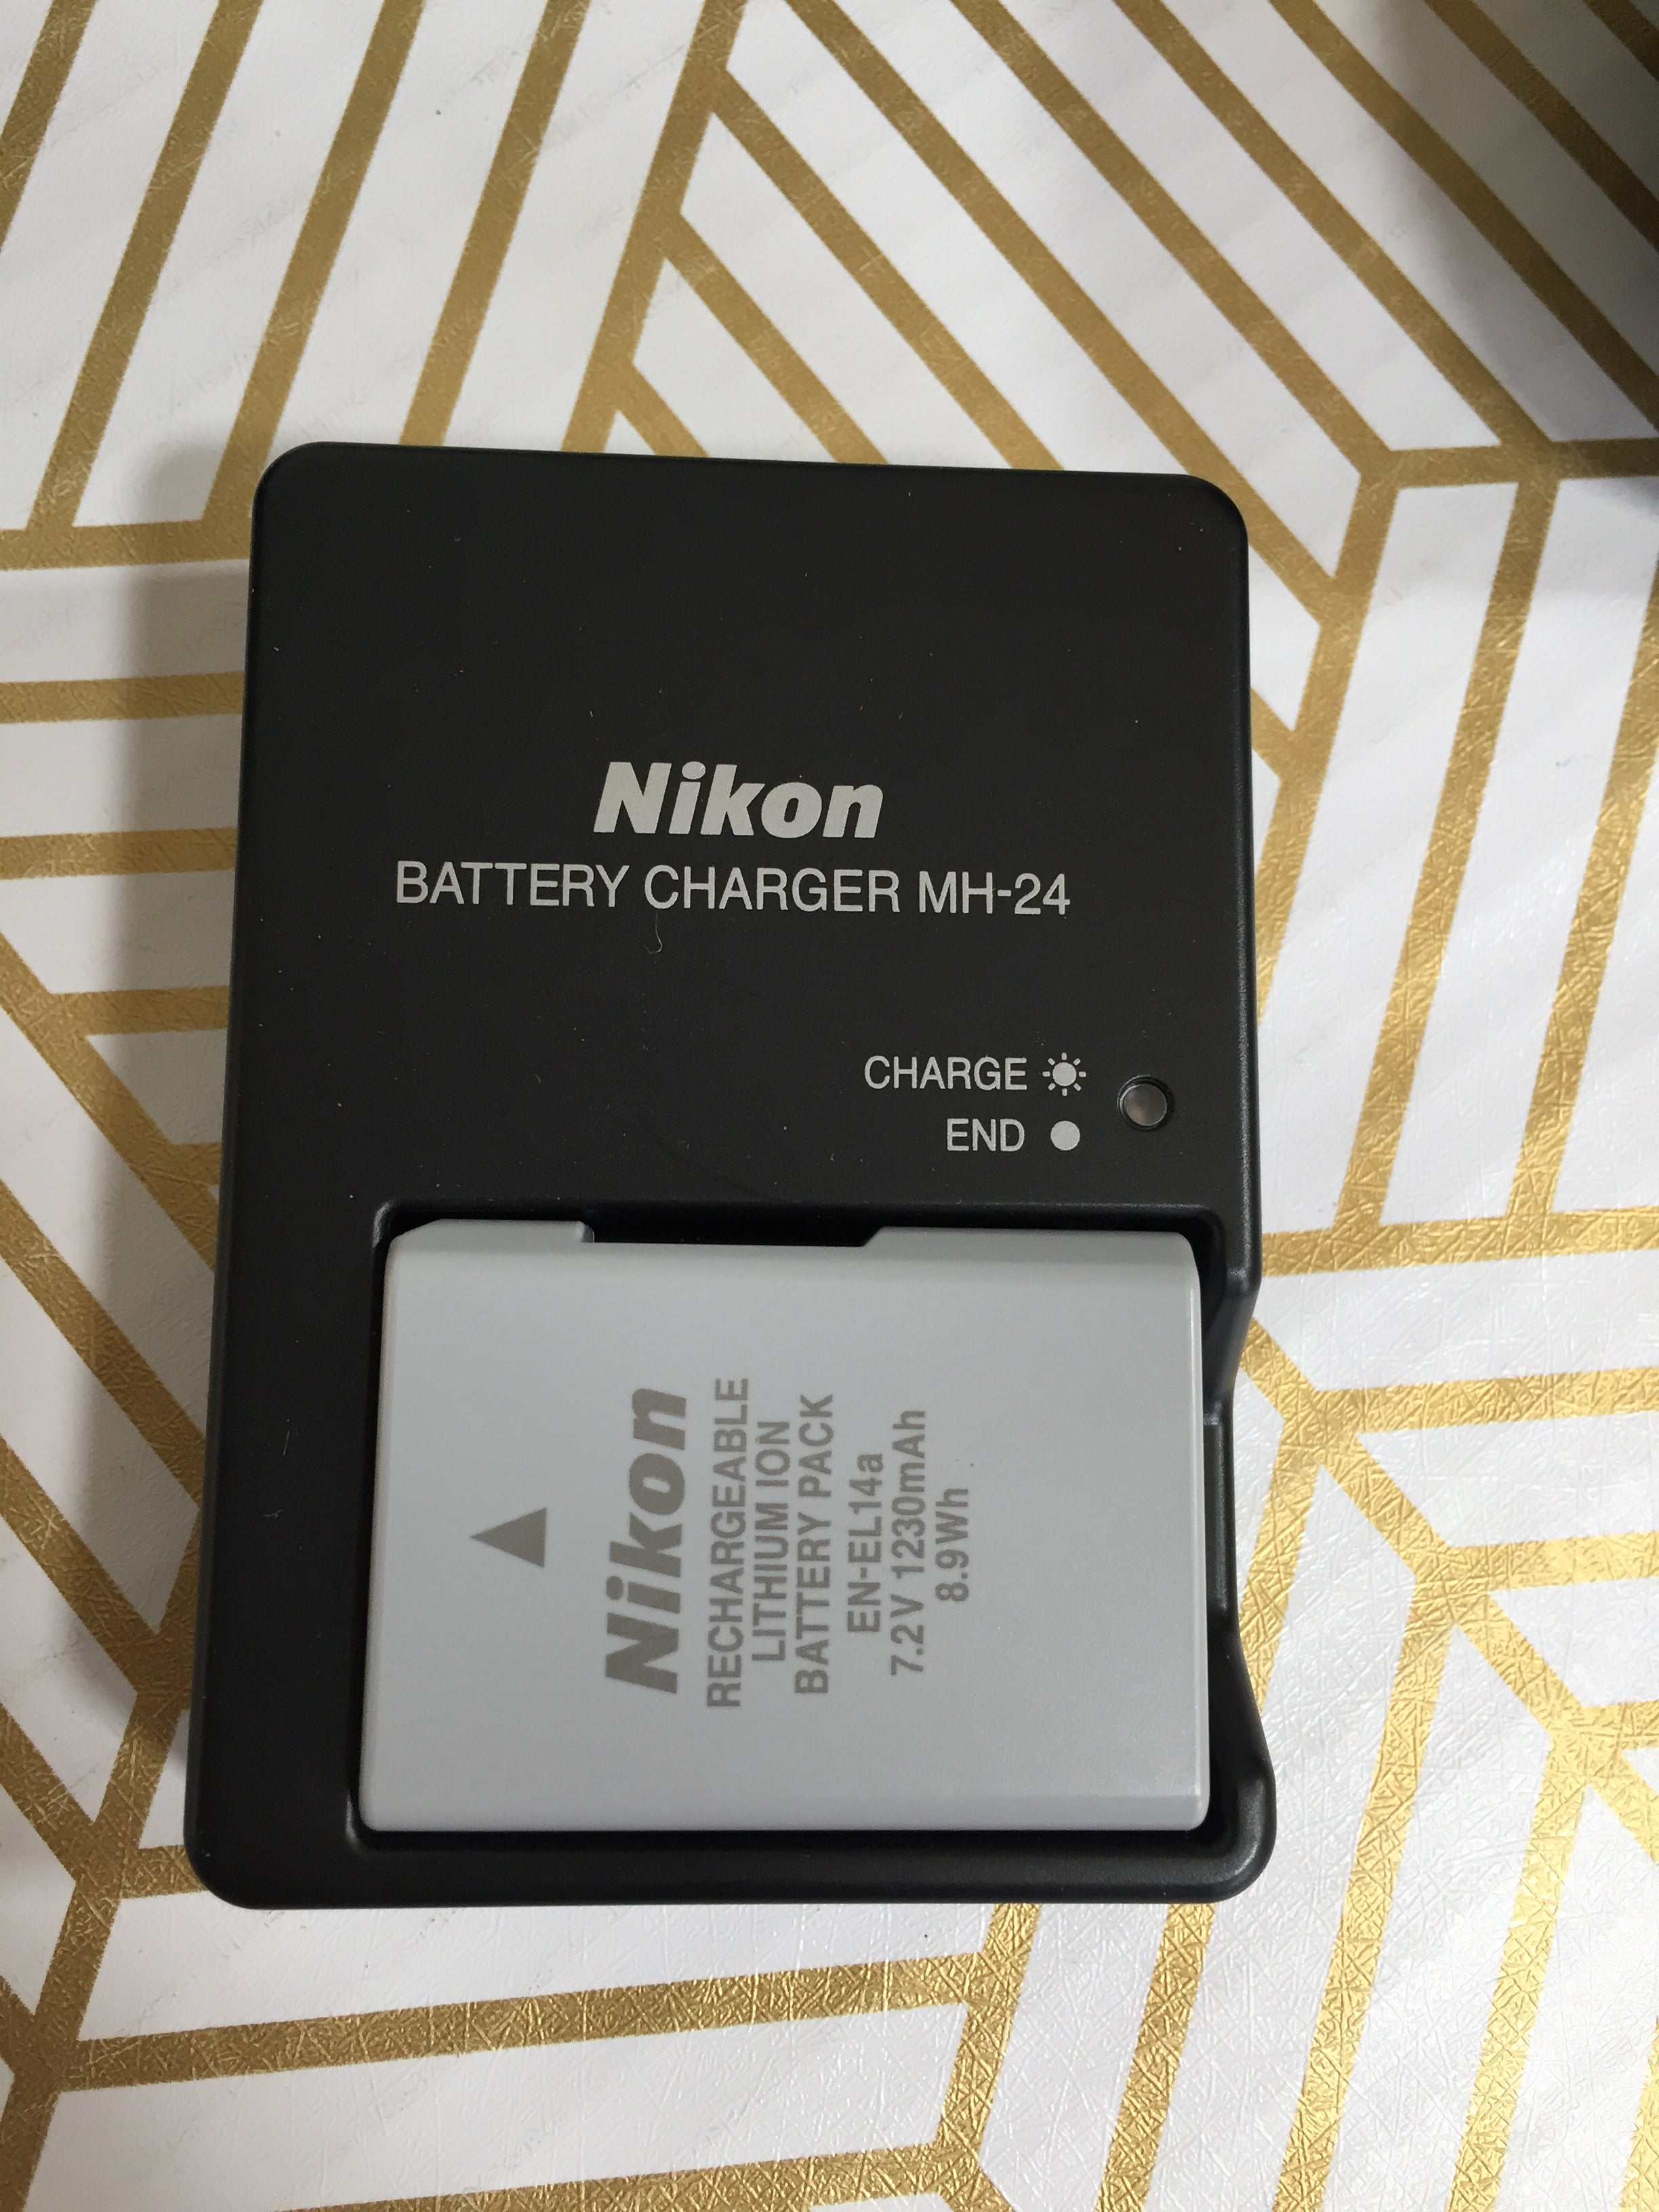 Nikon
BATTERY CHARGER MH-24
CHARGE
END
Nikon
RECHARGEABLE
LITHIUM ION
BATTERY PACK
EN-EL14a
7.2V 1230mAh
8.9Wh